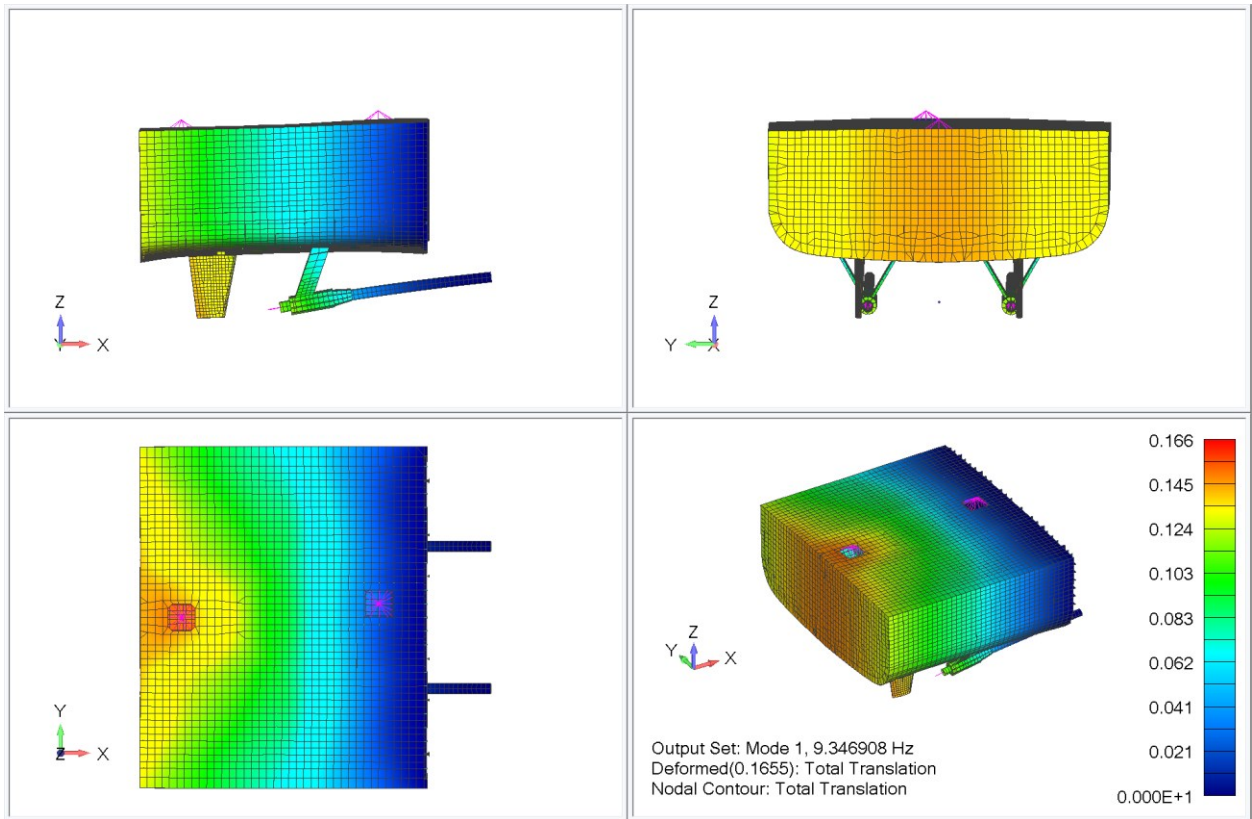 Z
Y X
Z
Y X
Y
Z X
Z
Y X
0.166
0.145
0.124
0.103
0.083
0.062
0.041
0.021
0.000E+1
Output Set: Mode 1, 9.346908 Hz
Deformed(0.1655): Total Translation
Nodal Contour: Total Translation